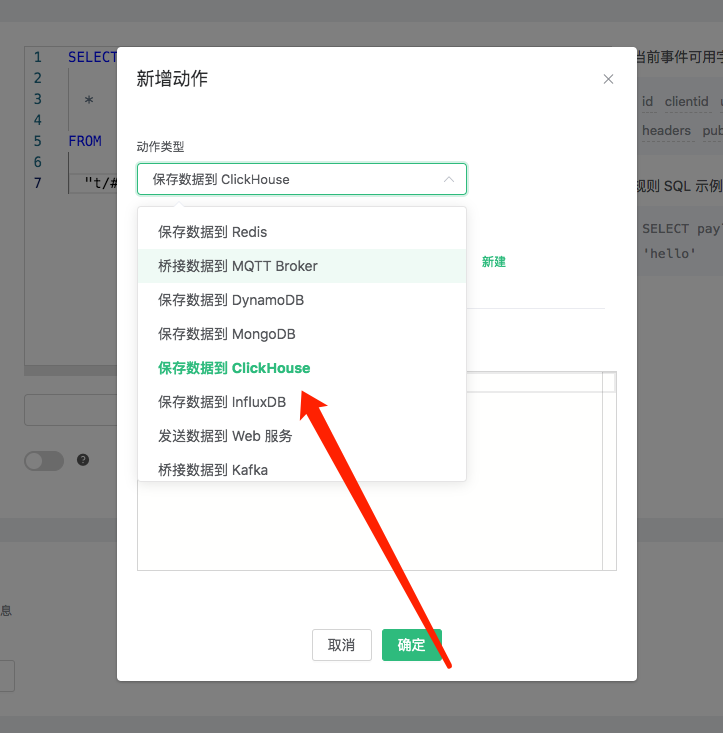 新增动作
动作类型
保存数据到 ClickHouse
保存数据到 Redis
桥接数据到 MQTT Broker
保存数据到 DynamoDB
保存数据到 MongoDB
保存数据到 ClickHouse
保存数据到 InfluxDB
发送数据到 Web 服务
桥接数据到 Kafka
新建
取消
确定
1 SELECT
2
3 *
4
5 FROM
6
7 "t/#
当前事件可用字
id clientid
headers pub
规则 SQL 示例
SELECT pay
'hello'
?
息